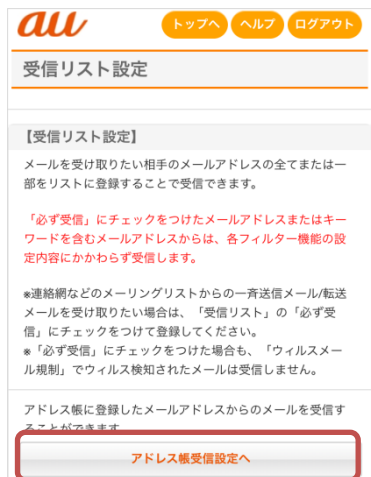 au
トップへ ヘルプ ログアウト
受信リスト設定
【受信リスト設定】
メールを受け取りたい相手のメールアドレスの全てまたは一
部をリストに登録することで受信できます。
「必ず受信」にチェックをつけたメールアドレスまたはキー
ワードを含むメールアドレスからは、各フィルター機能の設
定内容にかかわらず受信します。
※連絡網などのメーリングリストからの一斉送信メール/転送
メールを受け取りたい場合は、「受信リスト」の「必ず受
信」にチェックをつけて登録してください。
※「必ず受信」にチェックをつけた場合も、「ウィルスメー
ル規制」でウィルス検知されたメールは受信しません。
アドレス帳に登録したメールアドレスからのメールを受信す
ることができます
アドレス帳受信設定へ